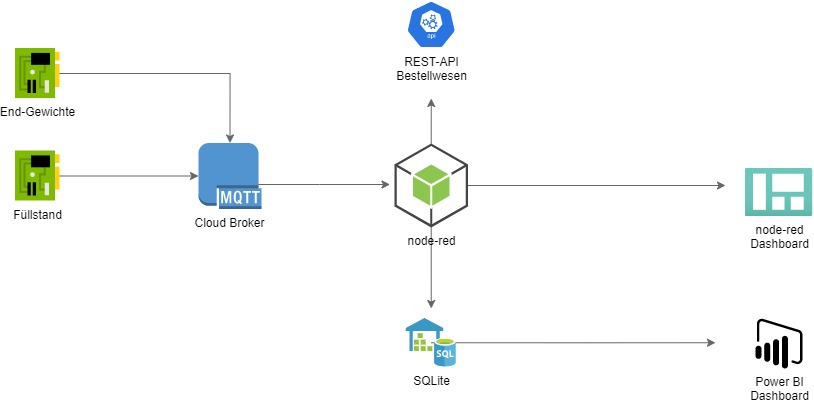 api
REST-API
Bestellwesen
End-Gewichte
Füllstand
MQTT
Cloud Broker
node-red
node-red
Dashboard
SQL
SQLite
Power BI
Dashboard